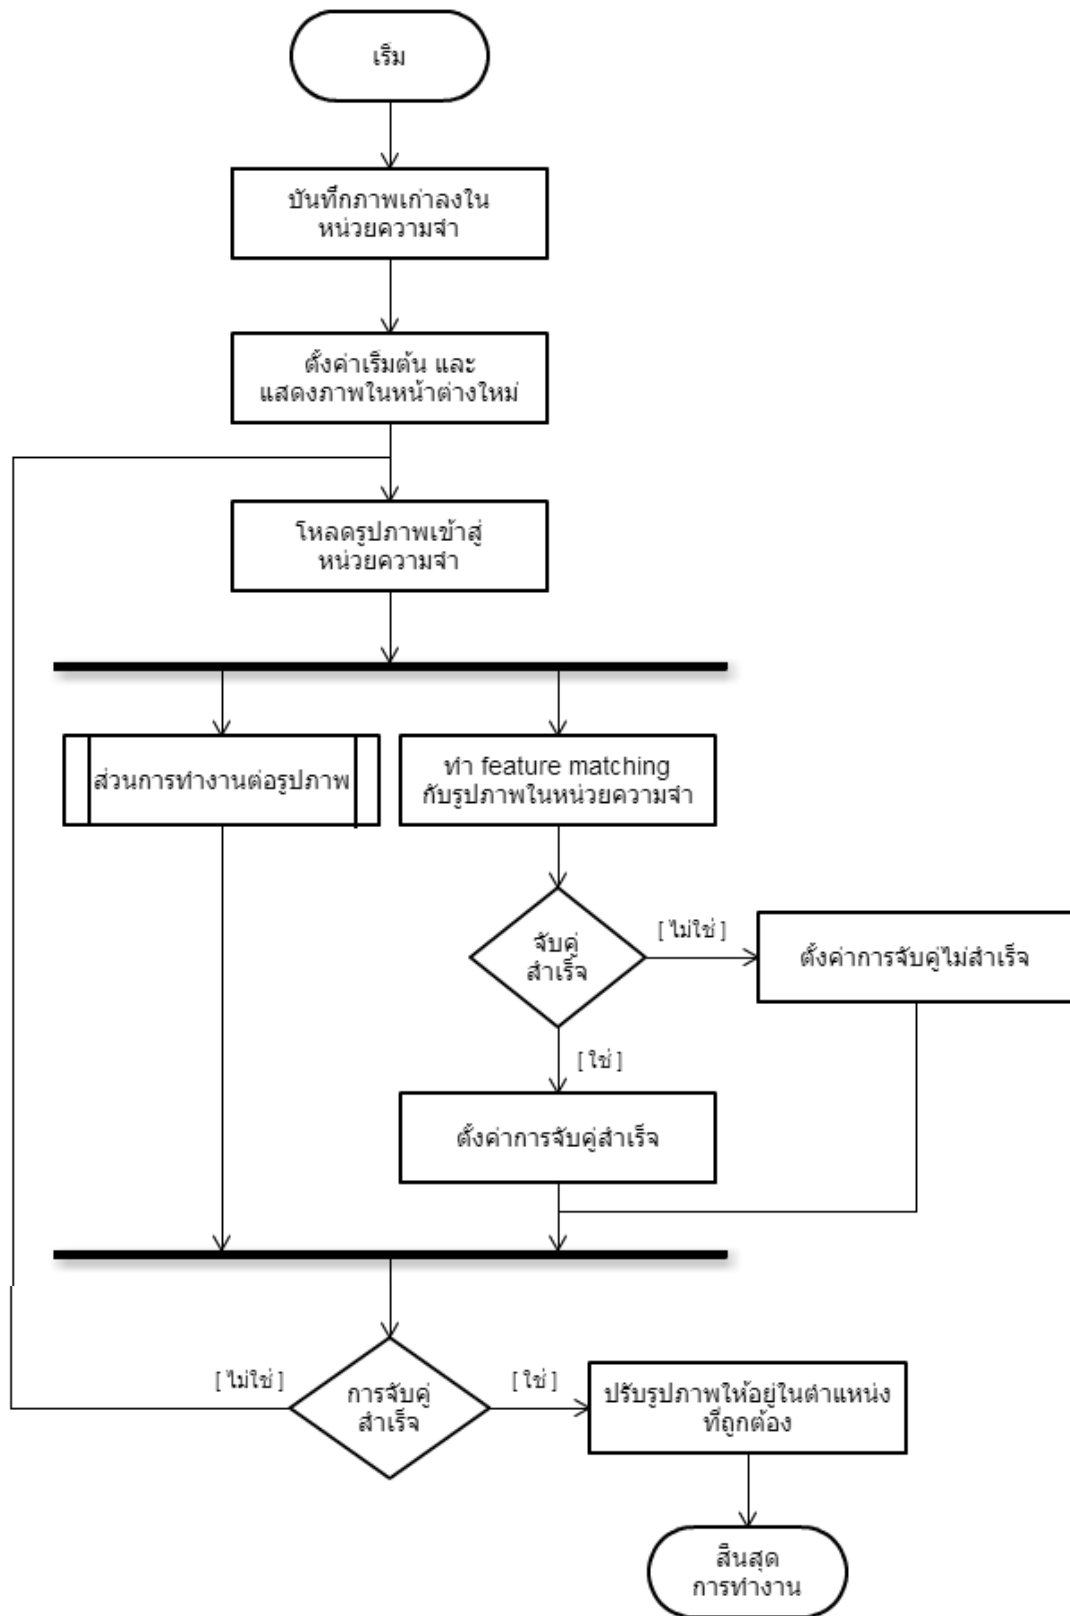 เริ่ม
บันทึกภาพเก่าลงใน
หน่วยความจำ
ตั้งค่าเริ่มต้น และ
แสดงภาพในหน้าต่างใหม่
โหลดรูปภาพเข้าสู่
หน่วยความจำ
ส่วนการทำงานต่อรูปภาพ
ทำ feature matching
กับรูปภาพในหน่วยความจำ
จับคู่
สำเร็จ
[ ไม่ใช่ ]
ตั้งค่าการจับคู่ไม่สำเร็จ
[ ใช่ ]
ตั้งค่าการจับคู่สำเร็จ
การจับคู่
สำเร็จ
[ ไม่ใช่ ]
[ ใช่ ]
ปรับรูปภาพให้อยู่ในตำแหน่ง
ที่ถูกต้อง
สิ้นสุด
การทำงาน